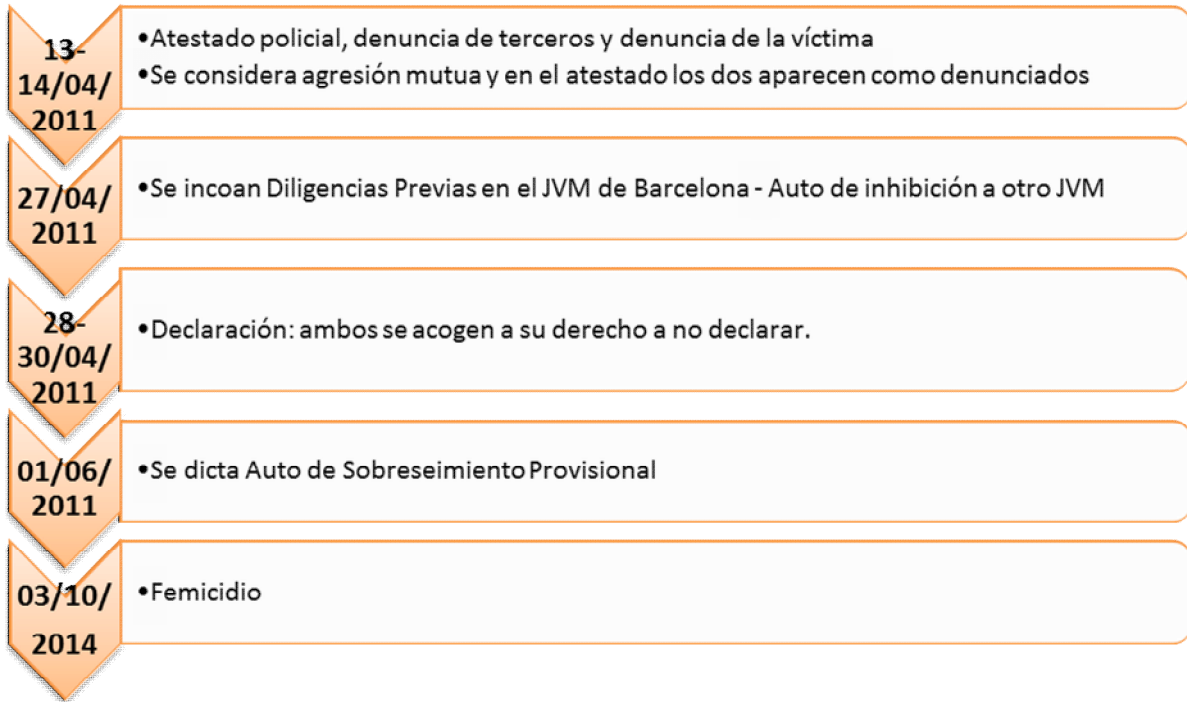 13-
14/04/
2011
•Atestado policial, denuncia de terceros y denuncia de la víctima
•Se considera agresión mutua y en el atestado los dos aparecen como denunciados
27/04/
2011
•Se incoan Diligencias Previas en el JVM de Barcelona - Auto de inhibición a otro JVM
28-
30/04/
2011
•Declaración: ambos se acogen a su derecho a no declarar.
01/06/
2011
•Se dicta Auto de Sobreseimiento Provisional
03/10/
2014
•Femicidio